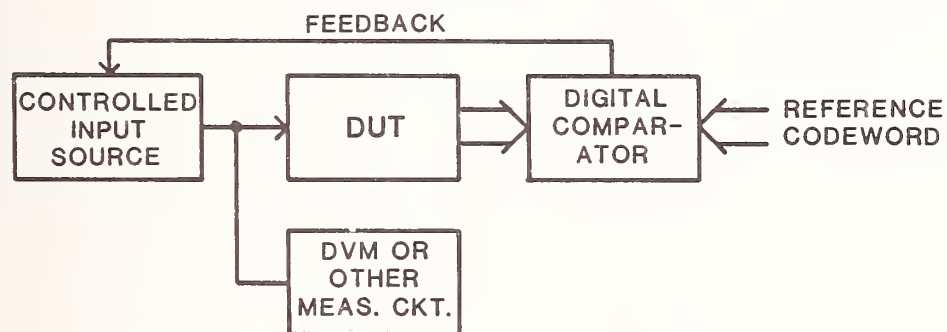 FEEDBACK
CONTROLLED
INPUT
SOURCE
DUT
DIGITAL
COMPAR-
ATOR
REFERENCE
CODEWORD
DVM OR
OTHER
MEAS. CKT.